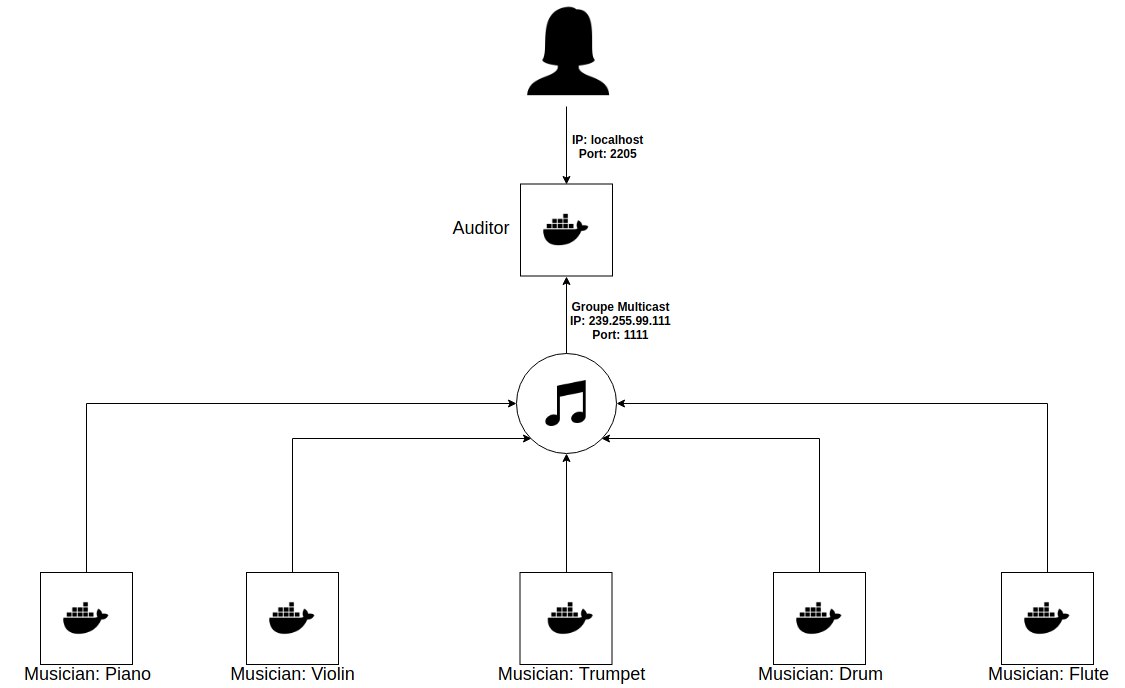 IP: localhost
Port: 2205
Auditor
Groupe Multicast
IP: 239.255.99.111
Port: 1111
Musician: Piano
Musician: Violin
Musician: Trumpet
Musician: Drum
Musician: Flute